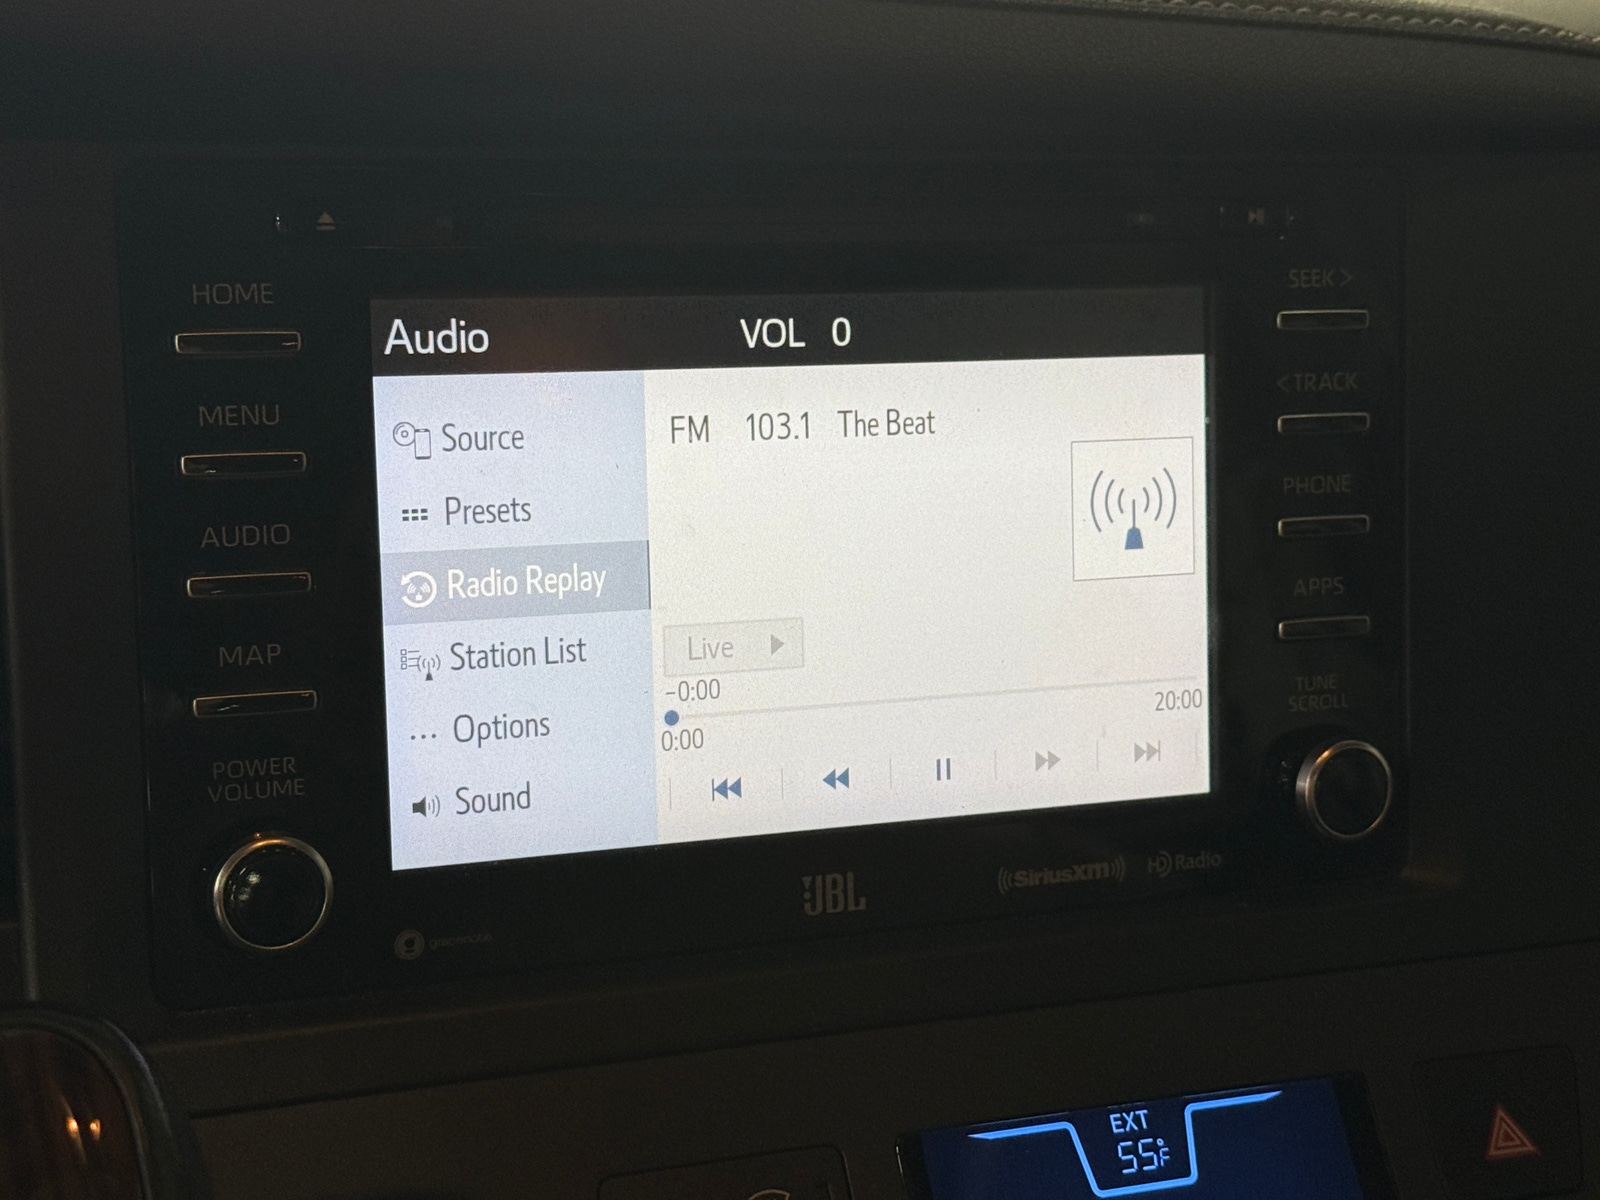 HOME
MENU
AUDIO
MAP
POWER
VOLUME
Audio
VOL 0
Source
Presets
Radio Replay
Station List
Options
Sound
FM 103.1 The Beat
Live
-0:00
20:00
0:00
SEEK >
< TRACK
PHONE
APPS
TUNE
SCROLL
JBL
SiriusXM
HD Radio
gracenote
EXT
55°F